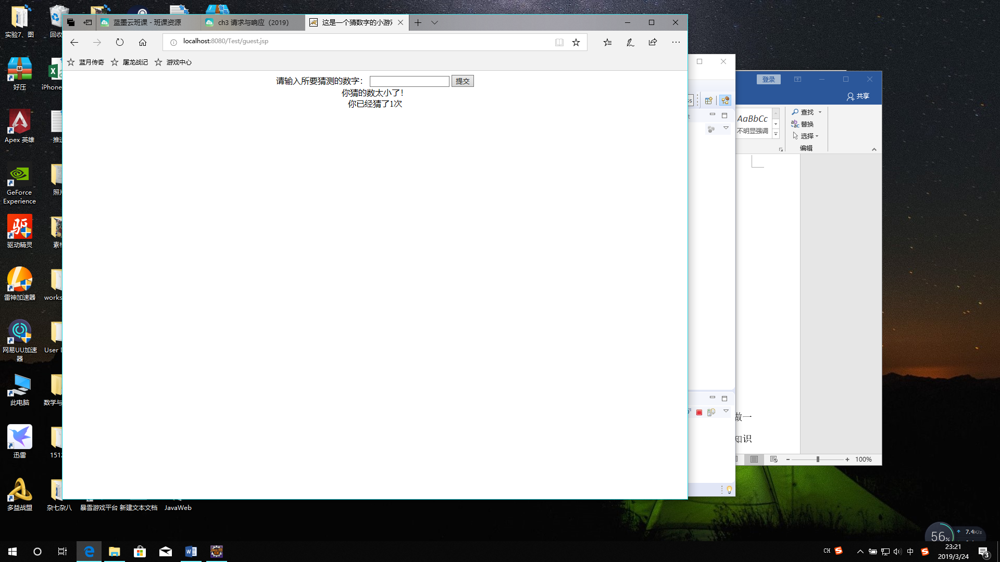 实验7、图
回收
好压
iPhone
Apex 英雄
推送
GeForce
Experience
照片
驱动精灵
素材
雷神加速器
works
网易UU加速
器
User D
此电脑
数学与
迅雷
151
多益战盟
杂七杂八
暴雪游戏平台
新建文本文档
JavaWeb
蓝墨云班课 - 班课资源
ch3 请求与响应（2019）
这是一个猜数字的小游戏
localhost:8080/Test/guest.jsp
蓝月传奇
屠龙战记
游戏中心
请输入所要猜测的数字：
提交
你猜的数太小了！
你已经猜了1次
登录
共享
AaBbCc
不明显强调
查找
替换
选择
编辑
做一
知识
100%
56%
7.4K/s
CH
中
23:21
2019/3/24
3